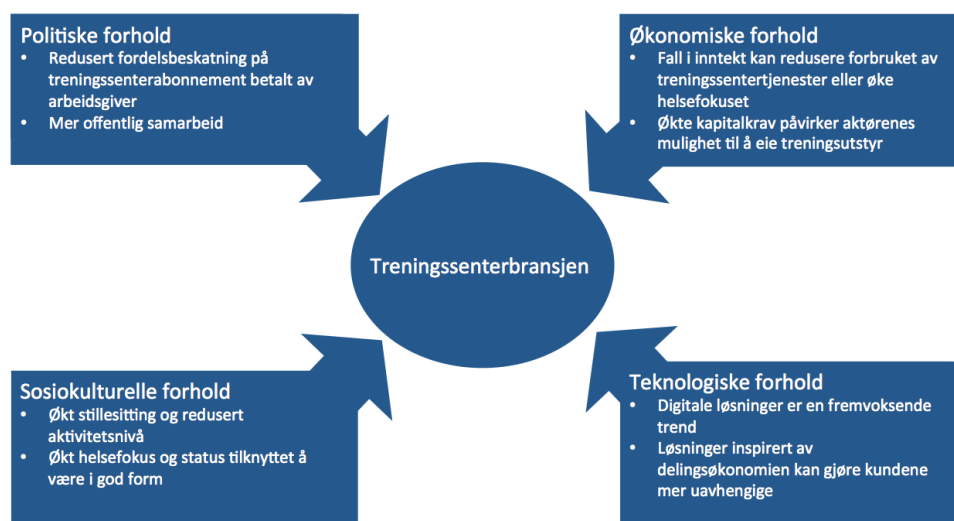 Politiske forhold
• Redusert fordelsbeskatning på
treningssenterabonnement betalt av
arbeidsgiver
• Mer offentlig samarbeid
Økonomiske forhold
• Fall i inntekt kan redusere forbruket av
treningssentertjenester eller øke
helsefokuset
• Økte kapitalkrav påvirker aktørenes
mulighet til å eie treningsutstyr
Treningssenterbransjen
Sosiokulturelle forhold
• Økt stillesitting og redusert
aktivitetsnivå
• Økt helsefokus og status tilknyttet å
være i god form
Teknologiske forhold
• Digitale løsninger er en fremvoksende
trend
• Løsninger inspirert av
delingsøkonomien kan gjøre kundene
mer uavhengige